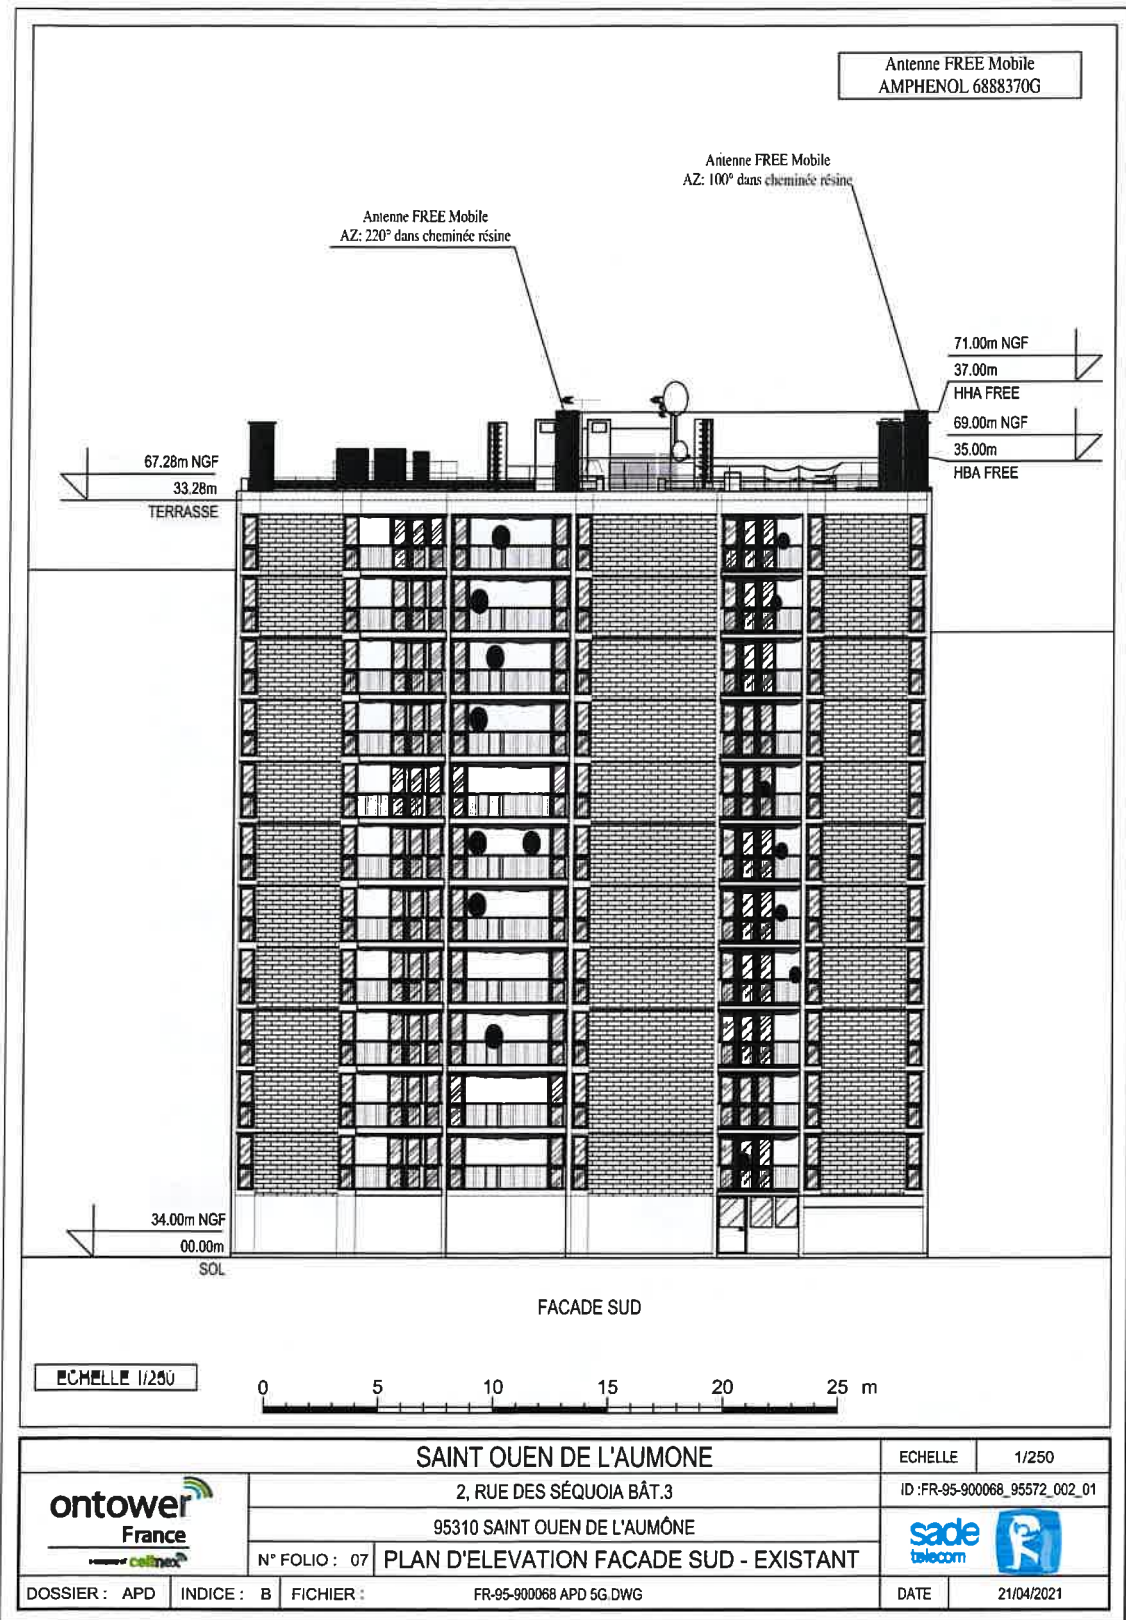 Antenne FREE Mobile
AMPHENOL 6888370G
Antenne FREE Mobile
AZ: 100° dans cheminée résine
Antenne FREE Mobile
AZ: 220° dans cheminée résine
71.00m NGF
37.00m
HHA FREE
69.00m NGF
35.00m
HBA FREE
67.28m NGF
33.28m
TERRASSE
34.00m NGF
00.00m
SOL
FACADE SUD
ECHELLE 1/250
0 5 10 15 20 25 m
SAINT OUEN DE L'AUMONE
ECHELLE 1/250
2, RUE DES SÉQUOIA BÂT.3
ID :FR-95-900068_95572_002_01
95310 SAINT OUEN DE L'AUMÔNE
ontower
France
cellnex
sade
telecom
N° FOLIO : 07 PLAN D'ELEVATION FACADE SUD - EXISTANT
DOSSIER : APD INDICE : B FICHIER : FR-95-900068 APD 5G.DWG
DATE 21/04/2021